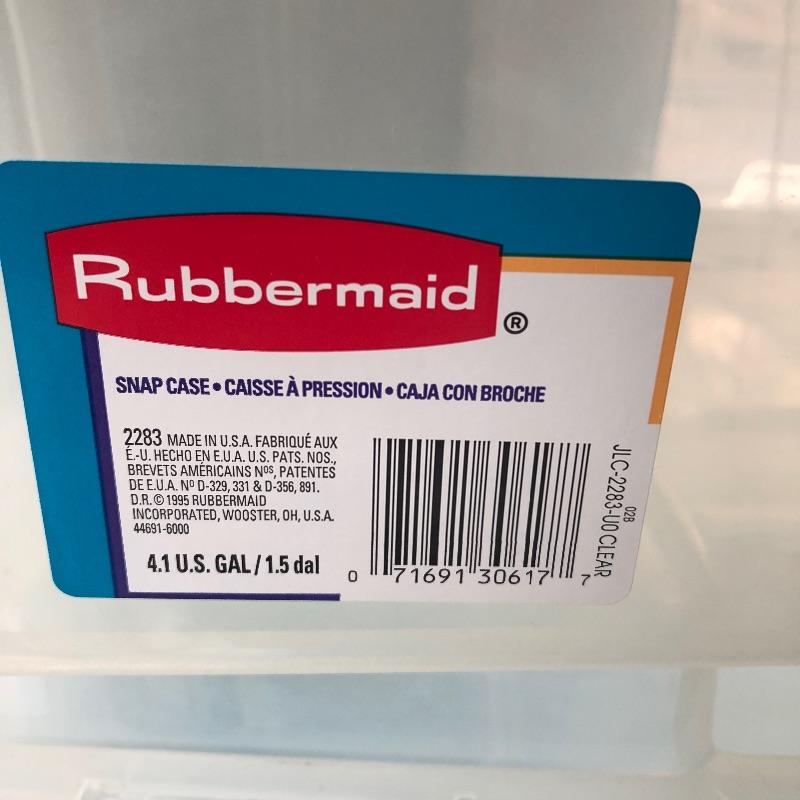 Rubbermaid®
SNAP CASE • CAISSE À PRESSION • CAJA CON BROCHE
2283 MADE IN U.S.A. FABRIQUÉ AUX
É.-U. HECHO EN E.U.A. U.S. PATS. NOS.,
BREVETS AMÉRICAINS Nos, PATENTES
DE E.U.A. Nº D-329, 331 & D-356, 891.
D.R. © 1995 RUBBERMAID
INCORPORATED, WOOSTER, OH, U.S.A.
44691-6000
4.1 U.S. GAL / 1.5 dal
0 71691 30617 7
02B
JLC-2283-U0 CLEAR